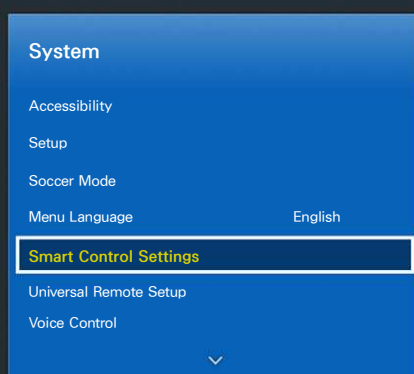 System
Accessibility
Setup
Soccer Mode
Menu Language English
Smart Control Settings
Universal Remote Setup
Voice Control